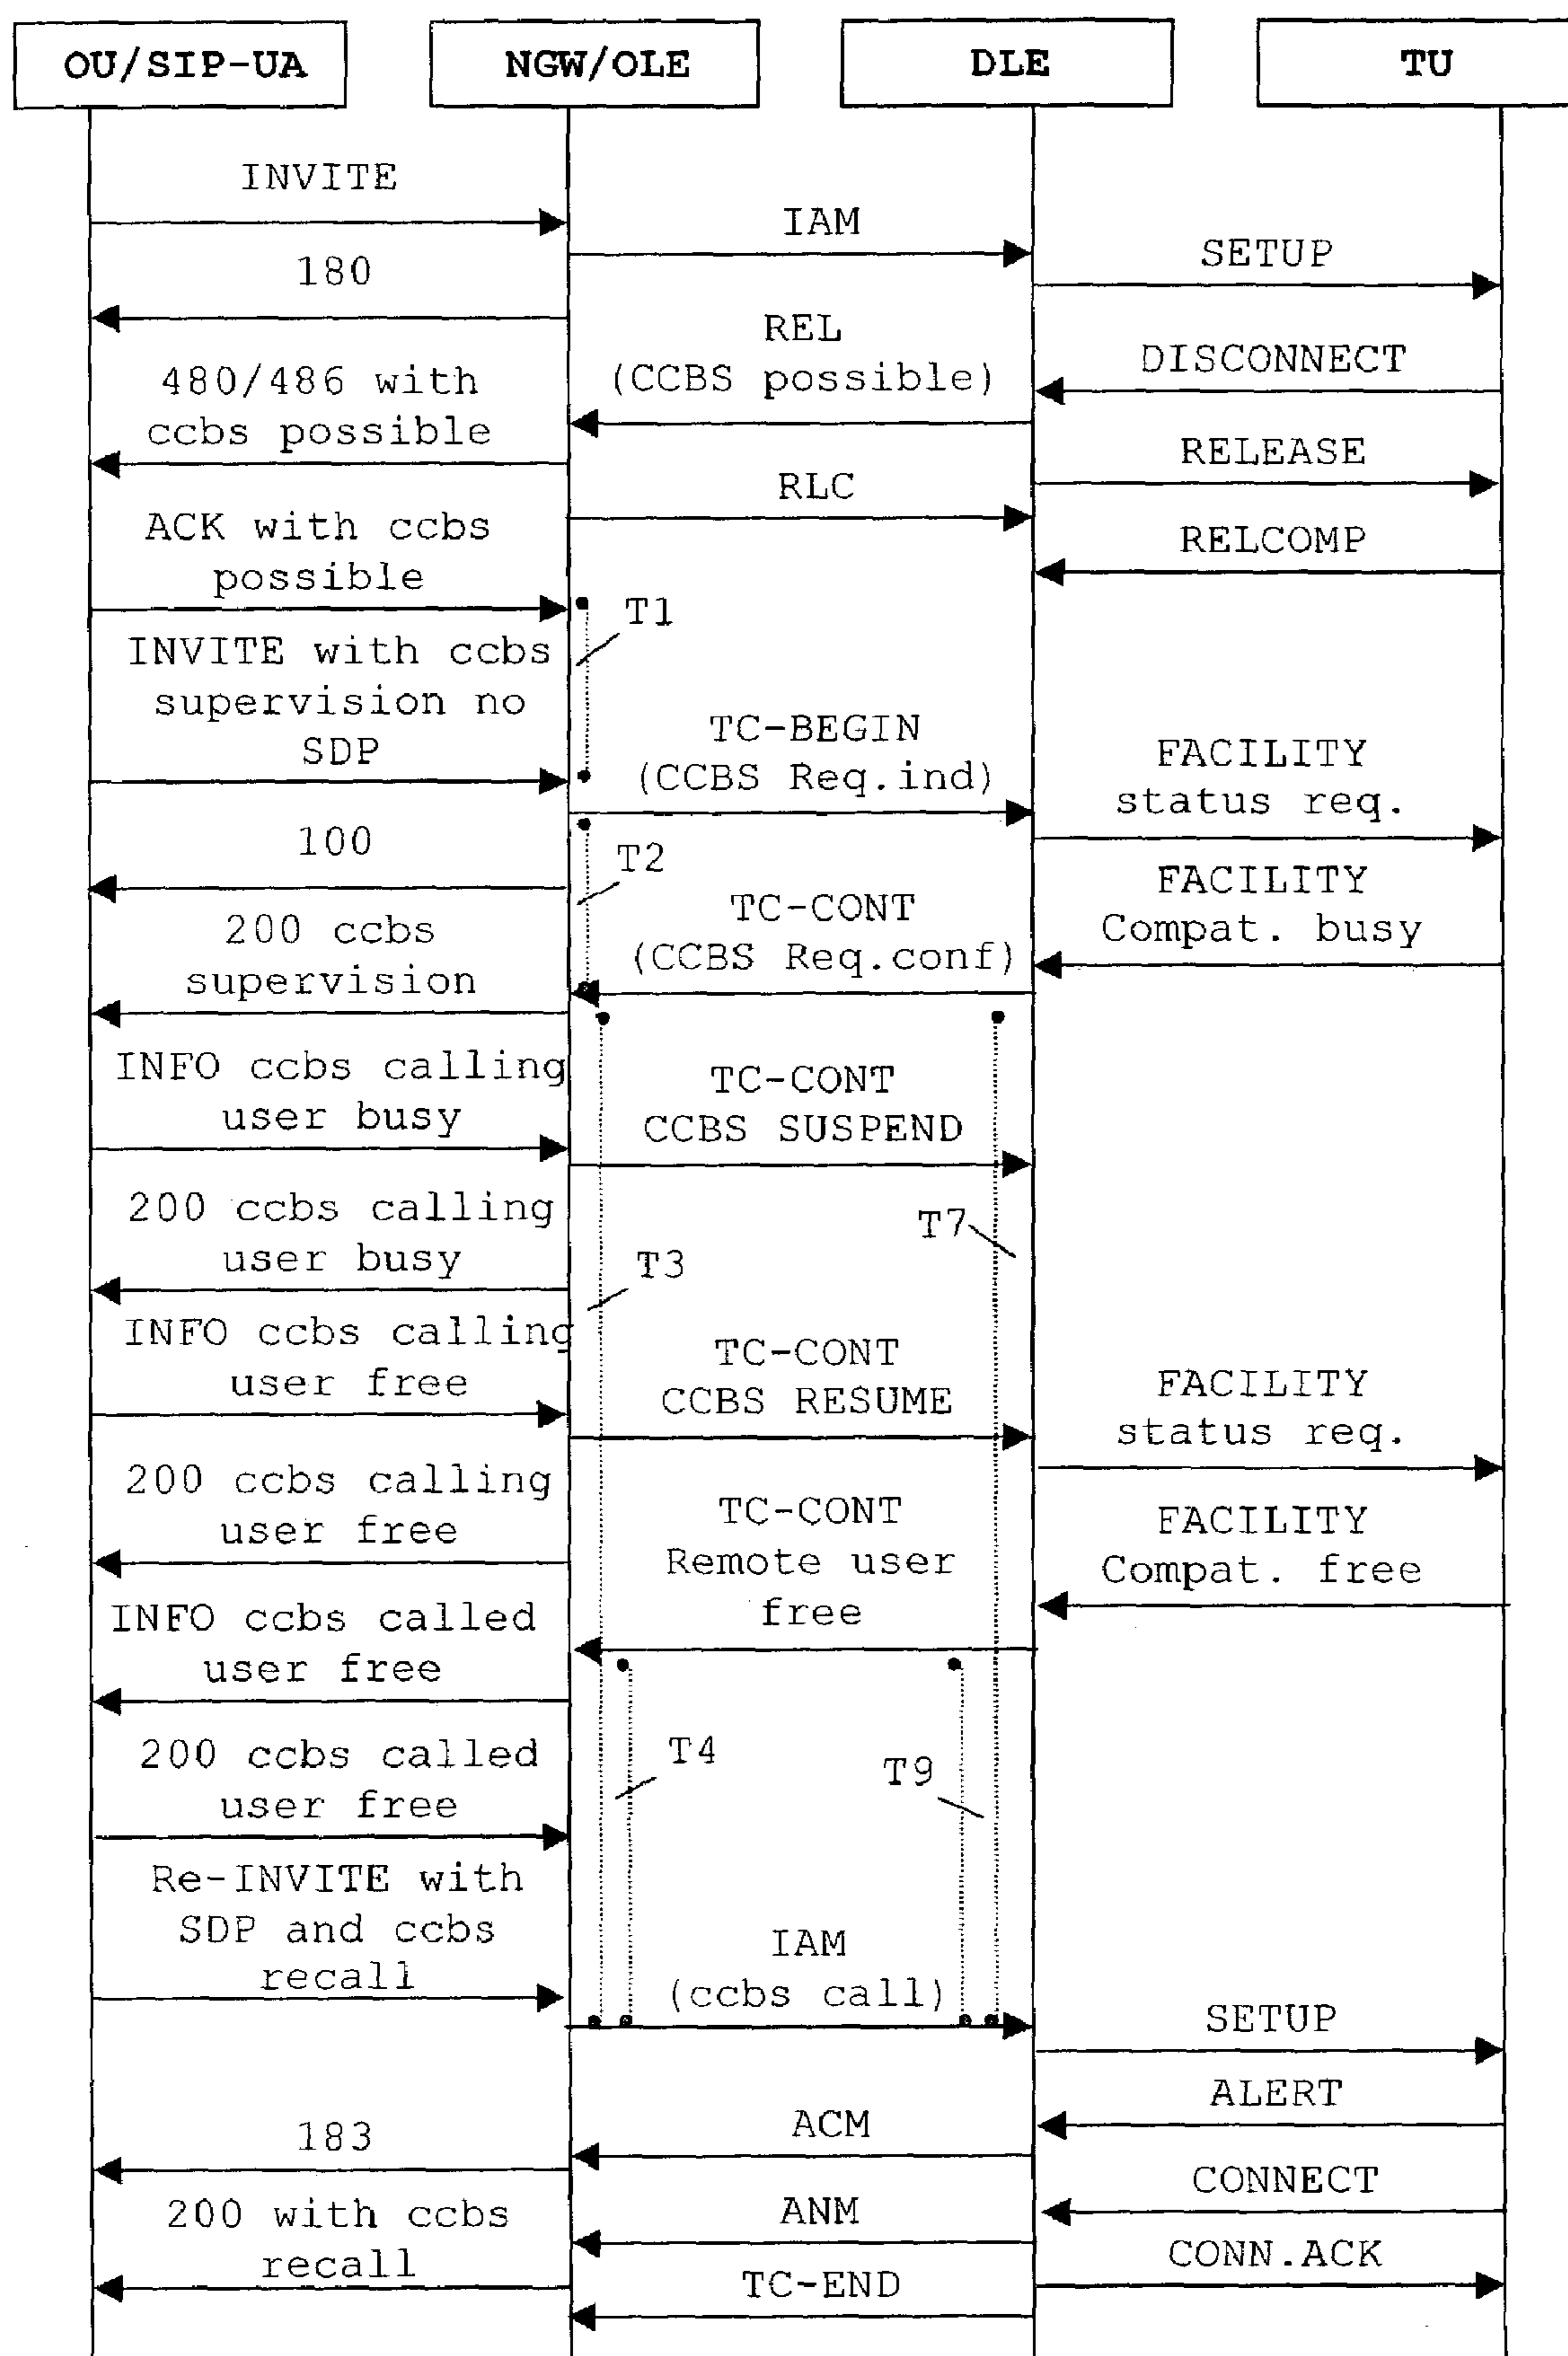 OU/SIP-UA
NGW/OLE
DLE
TU
INVITE
IAM
SETUP
180
REL
(CCBS possible)
DISCONNECT
480/486 with
ccbs possible
RELEASE
RLC
ACK with ccbs
possible
RELCOMP
T1
INVITE with ccbs
supervision no
SDP
TC-BEGIN
(CCBS Req.ind)
FACILITY
status req.
100
T2
FACILITY
Compat. busy
TC-CONT
(CCBS Req.conf)
200 ccbs
supervision
INFO ccbs calling
user busy
TC-CONT
CCBS SUSPEND
200 ccbs calling
user busy
T7
T3
INFO ccbs calling
user free
TC-CONT
CCBS RESUME
FACILITY
status req.
200 ccbs calling
user free
TC-CONT
Remote user
free
FACILITY
Compat. free
INFO ccbs called
user free
200 ccbs called
user free
T4
T9
Re-INVITE with
SDP and ccbs
recall
IAM
(ccbs call)
SETUP
ALERT
183
ACM
CONNECT
200 with ccbs
recall
ANM
CONN.ACK
TC-END